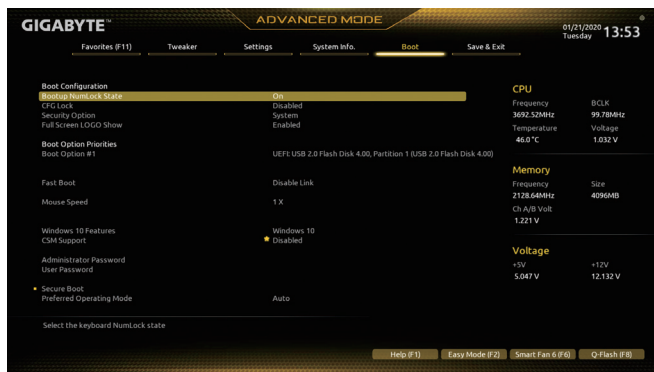 GIGABYTE™
ADVANCED MODE
01/21/2020
Tuesday
13:53
Favorites (F11) Tweaker Settings System Info. Boot Save & Exit
Boot Configuration
Bootup NumLock State On
CFG Lock Disabled
Security Option System
Full Screen LOGO Show Enabled
Boot Option Priorities
Boot Option #1 UEFI: USB 2.0 Flash Disk 4.00, Partition 1 (USB 2.0 Flash Disk 4.00)
Fast Boot Disable Link
Mouse Speed 1 X
Windows 10 Features Windows 10
CSM Support Disabled
Administrator Password
User Password
Secure Boot
Preferred Operating Mode Auto
Select the keyboard NumLock state
CPU
Frequency BCLK
3692.52MHz 99.78MHz
Temperature Voltage
46.0 °C 1.032 V
Memory
Frequency Size
2128.64MHz 4096MB
Ch A/B Volt
1.221 V
Voltage
+5V +12V
5.047 V 12.132 V
Help (F1) Easy Mode (F2) Smart Fan 6 (F6) Q-Flash (F8)